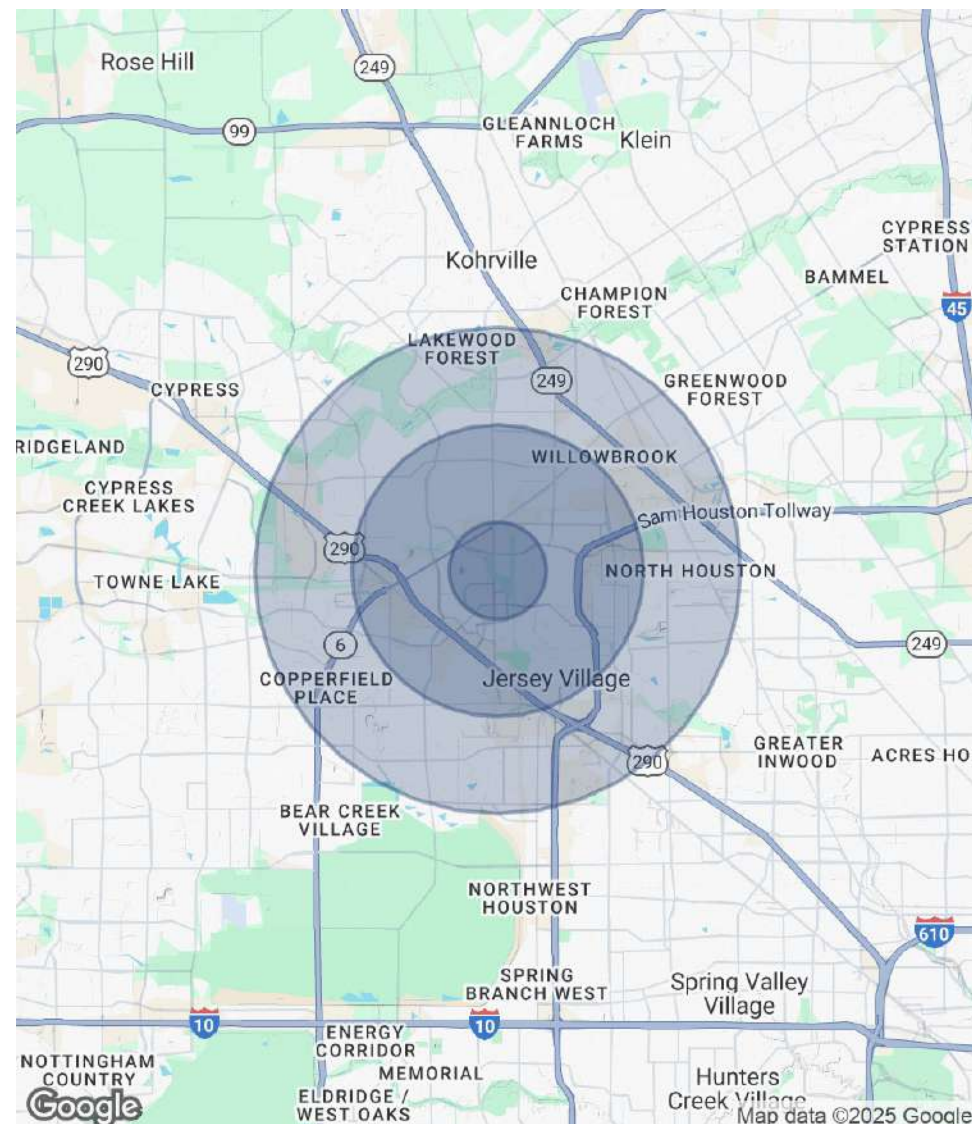 Rose Hill
249
99
GLEANNLOCH
FARMS
Klein
CYPRESS
STATION
Kohrville
BAMMEL
CHAMPION
FOREST
45
LAKEWOOD
FOREST
290
249
CYPRESS
GREENWOOD
FOREST
RIDGELAND
WILLOWBROOK
CYPRESS
CREEK LAKES
Sam Houston Tollway
290
TOWNE LAKE
NORTH HOUSTON
6
249
COPPERFIELD
PLACE
Jersey Village
GREATER
INWOOD
ACRES HO
290
BEAR CREEK
VILLAGE
NORTHWEST
HOUSTON
610
SPRING
BRANCH WEST
Spring Valley
Village
10
10
ENERGY
CORRIDOR
NOTTINGHAM
COUNTRY
MEMORIAL
ELDRIDGE /
WEST OAKS
Hunters
Creek Village
Google
Map data ©2025 Google